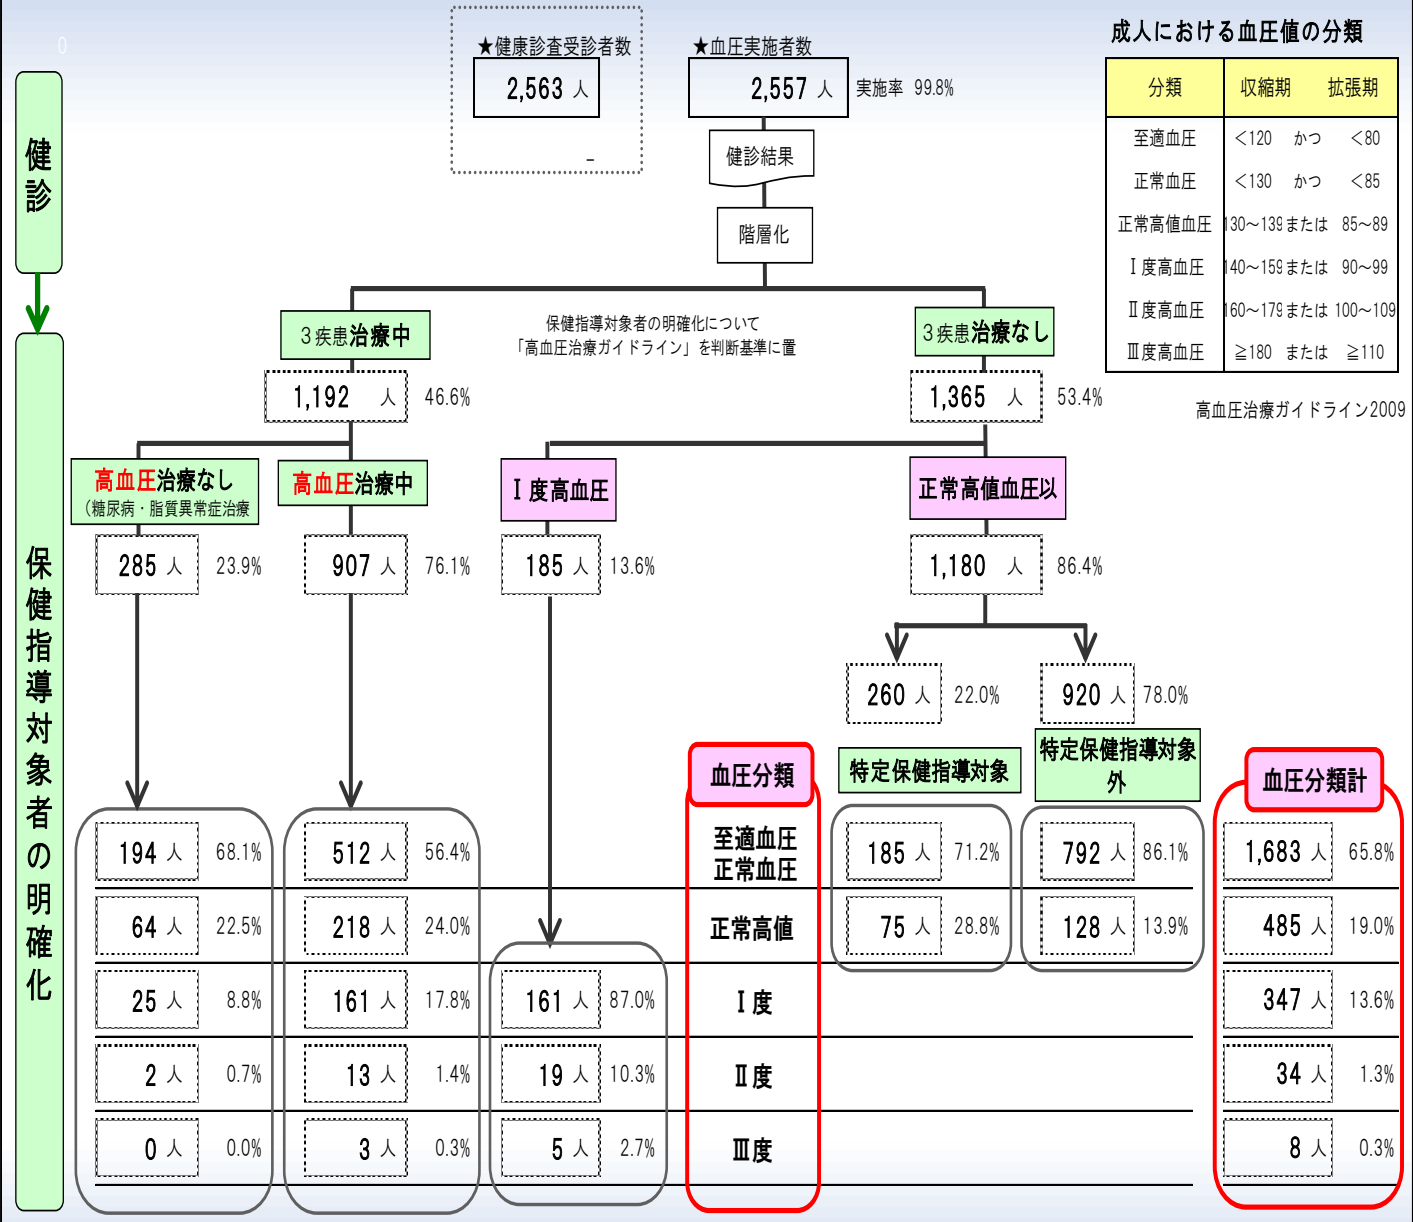 0
★健康診査受診者数
2,563 人
-
★血圧実施者数
2,557 人 実施率 99.8%
健診結果
階層化
成人における血圧値の分類
分類 収縮期 拡張期
至適血圧 <120 かつ <80
正常血圧 <130 かつ <85
正常高値血圧 130～139 または 85～89
Ⅰ度高血圧 140～159 または 90～99
Ⅱ度高血圧 160～179 または 100～109
Ⅲ度高血圧 ≧180 または ≧110
高血圧治療ガイドライン2009
健診
保健指導対象者の明確化
保健指導対象者の明確化について
「高血圧治療ガイドライン」を判断基準に置
3疾患治療中
1,192 人 46.6%
3疾患治療なし
1,365 人 53.4%
高血圧治療なし
（糖尿病・脂質異常症治療
285 人 23.9%
高血圧治療中
907 人 76.1%
Ⅰ度高血圧
185 人 13.6%
正常高値血圧以
1,180 人 86.4%
260 人 22.0%
920 人 78.0%
血圧分類
特定保健指導対象
特定保健指導対象
外
血圧分類計
194 人 68.1% 512 人 56.4% 至適血圧
正常血圧 185 人 71.2% 792 人 86.1% 1,683 人 65.8%
64 人 22.5% 218 人 24.0% 正常高値 75 人 28.8% 128 人 13.9% 485 人 19.0%
25 人 8.8% 161 人 17.8% 161 人 87.0% Ⅰ度 347 人 13.6%
2 人 0.7% 13 人 1.4% 19 人 10.3% Ⅱ度 34 人 1.3%
0 人 0.0% 3 人 0.3% 5 人 2.7% Ⅲ度 8 人 0.3%